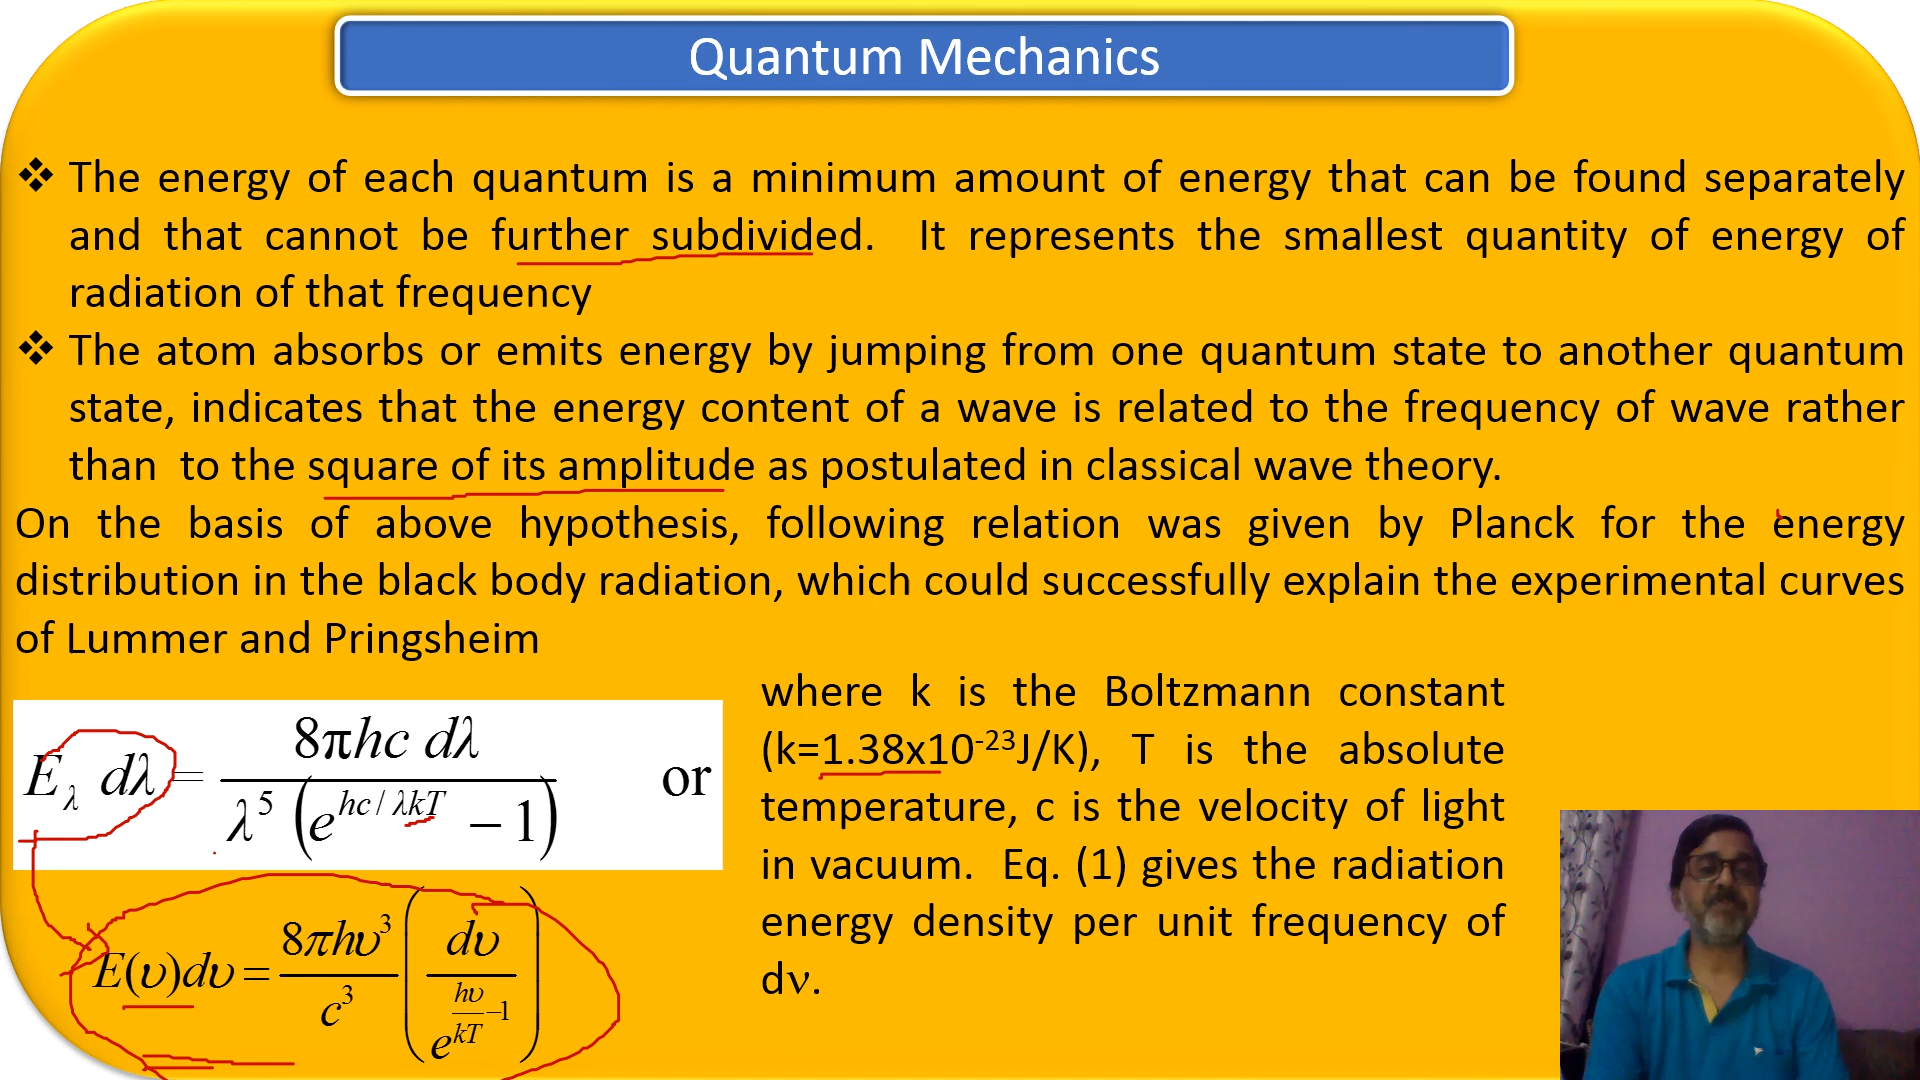 Quantum Mechanics
❖ The energy of each quantum is a minimum amount of energy that can be found separately
and that cannot be further subdivided. It represents the smallest quantity of energy of
radiation of that frequency
❖ The atom absorbs or emits energy by jumping from one quantum state to another quantum
state, indicates that the energy content of a wave is related to the frequency of wave rather
than to the square of its amplitude as postulated in classical wave theory.
On the basis of above hypothesis, following relation was given by Planck for the energy
distribution in the black body radiation, which could successfully explain the experimental curves
of Lummer and Pringsheim
E_λ dλ = 8πhc dλ / λ^5 (e^{hc/λkT} − 1) or
E(υ)dυ = 8πhυ^3 / c^3 (dυ / e^{hυ/kT −1})
where k is the Boltzmann constant
(k=1.38x10^-23J/K), T is the absolute
temperature, c is the velocity of light
in vacuum. Eq. (1) gives the radiation
energy density per unit frequency of
dν.